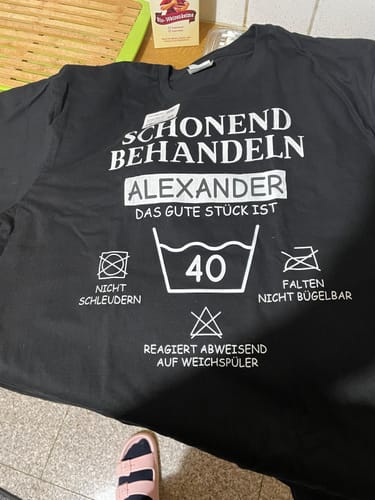 SCHONEND
BEHANDELN
ALEXANDER
DAS GUTE STÜCK IST
40
NICHT
SCHLEUDERN
FALTEN
NICHT BÜGELBAR
REAGIERT ABWEISEND
AUF WEICHSPÜLER